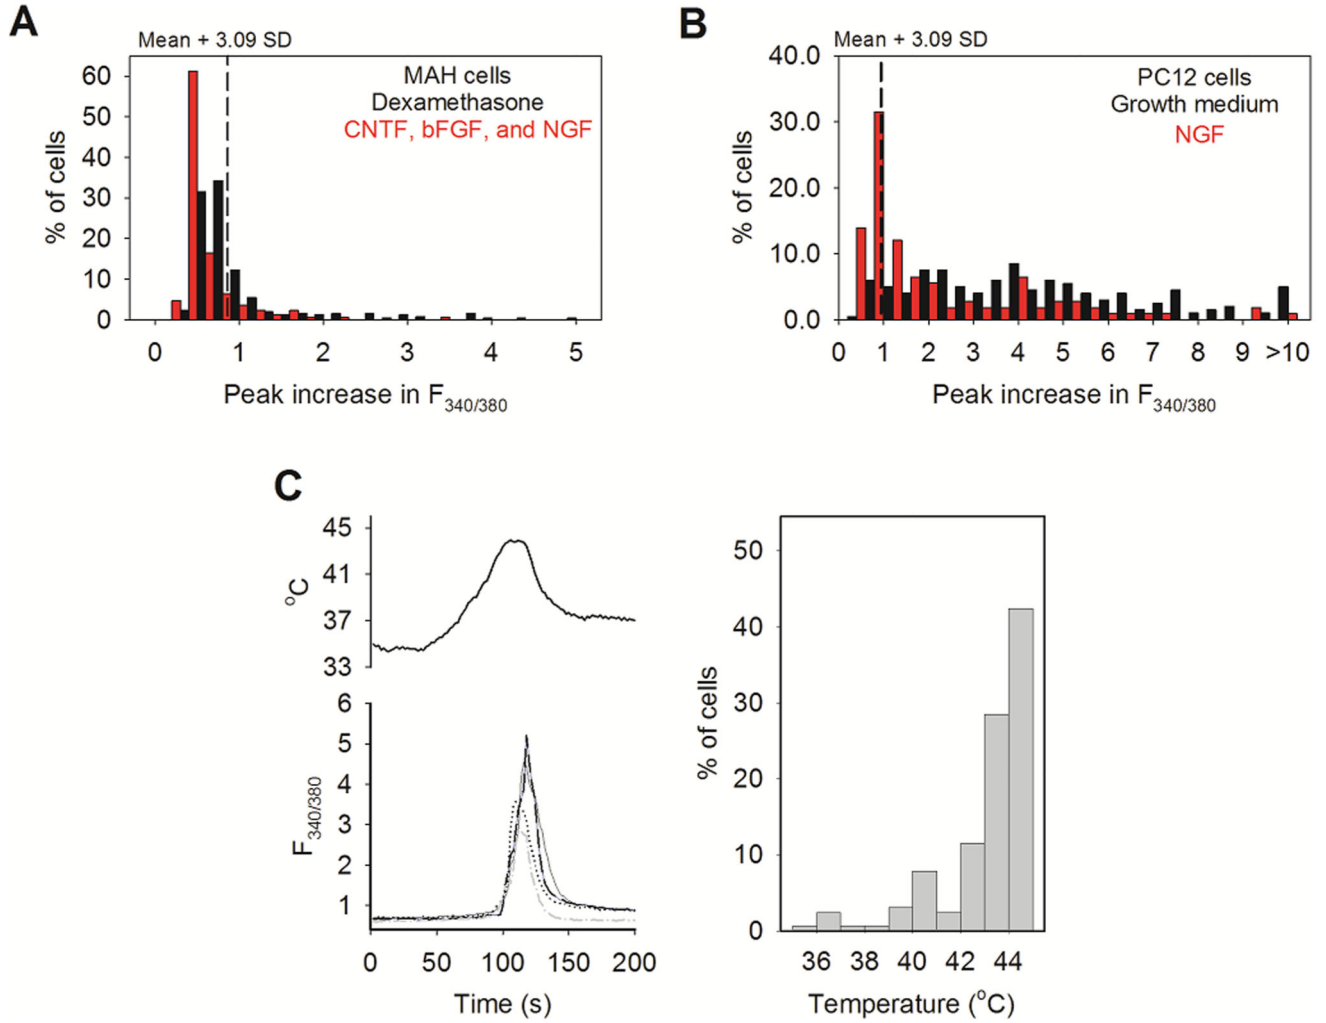 A
Mean + 3.09 SD
MAH cells
Dexamethasone
CNTF, bFGF, and NGF
% of cells
60
50
40
30
20
10
0
0 1 2 3 4 5
Peak increase in F340/380
B
Mean + 3.09 SD
PC12 cells
Growth medium
NGF
% of cells
40.0
30.0
20.0
10.0
0.0
0 1 2 3 4 5 6 7 8 9 >10
Peak increase in F340/380
C
°C
45
41
37
33
F340/380
6
5
4
3
2
1
0 50 100 150 200
Time (s)
% of cells
50
40
30
20
10
0
36 38 40 42 44
Temperature (°C)